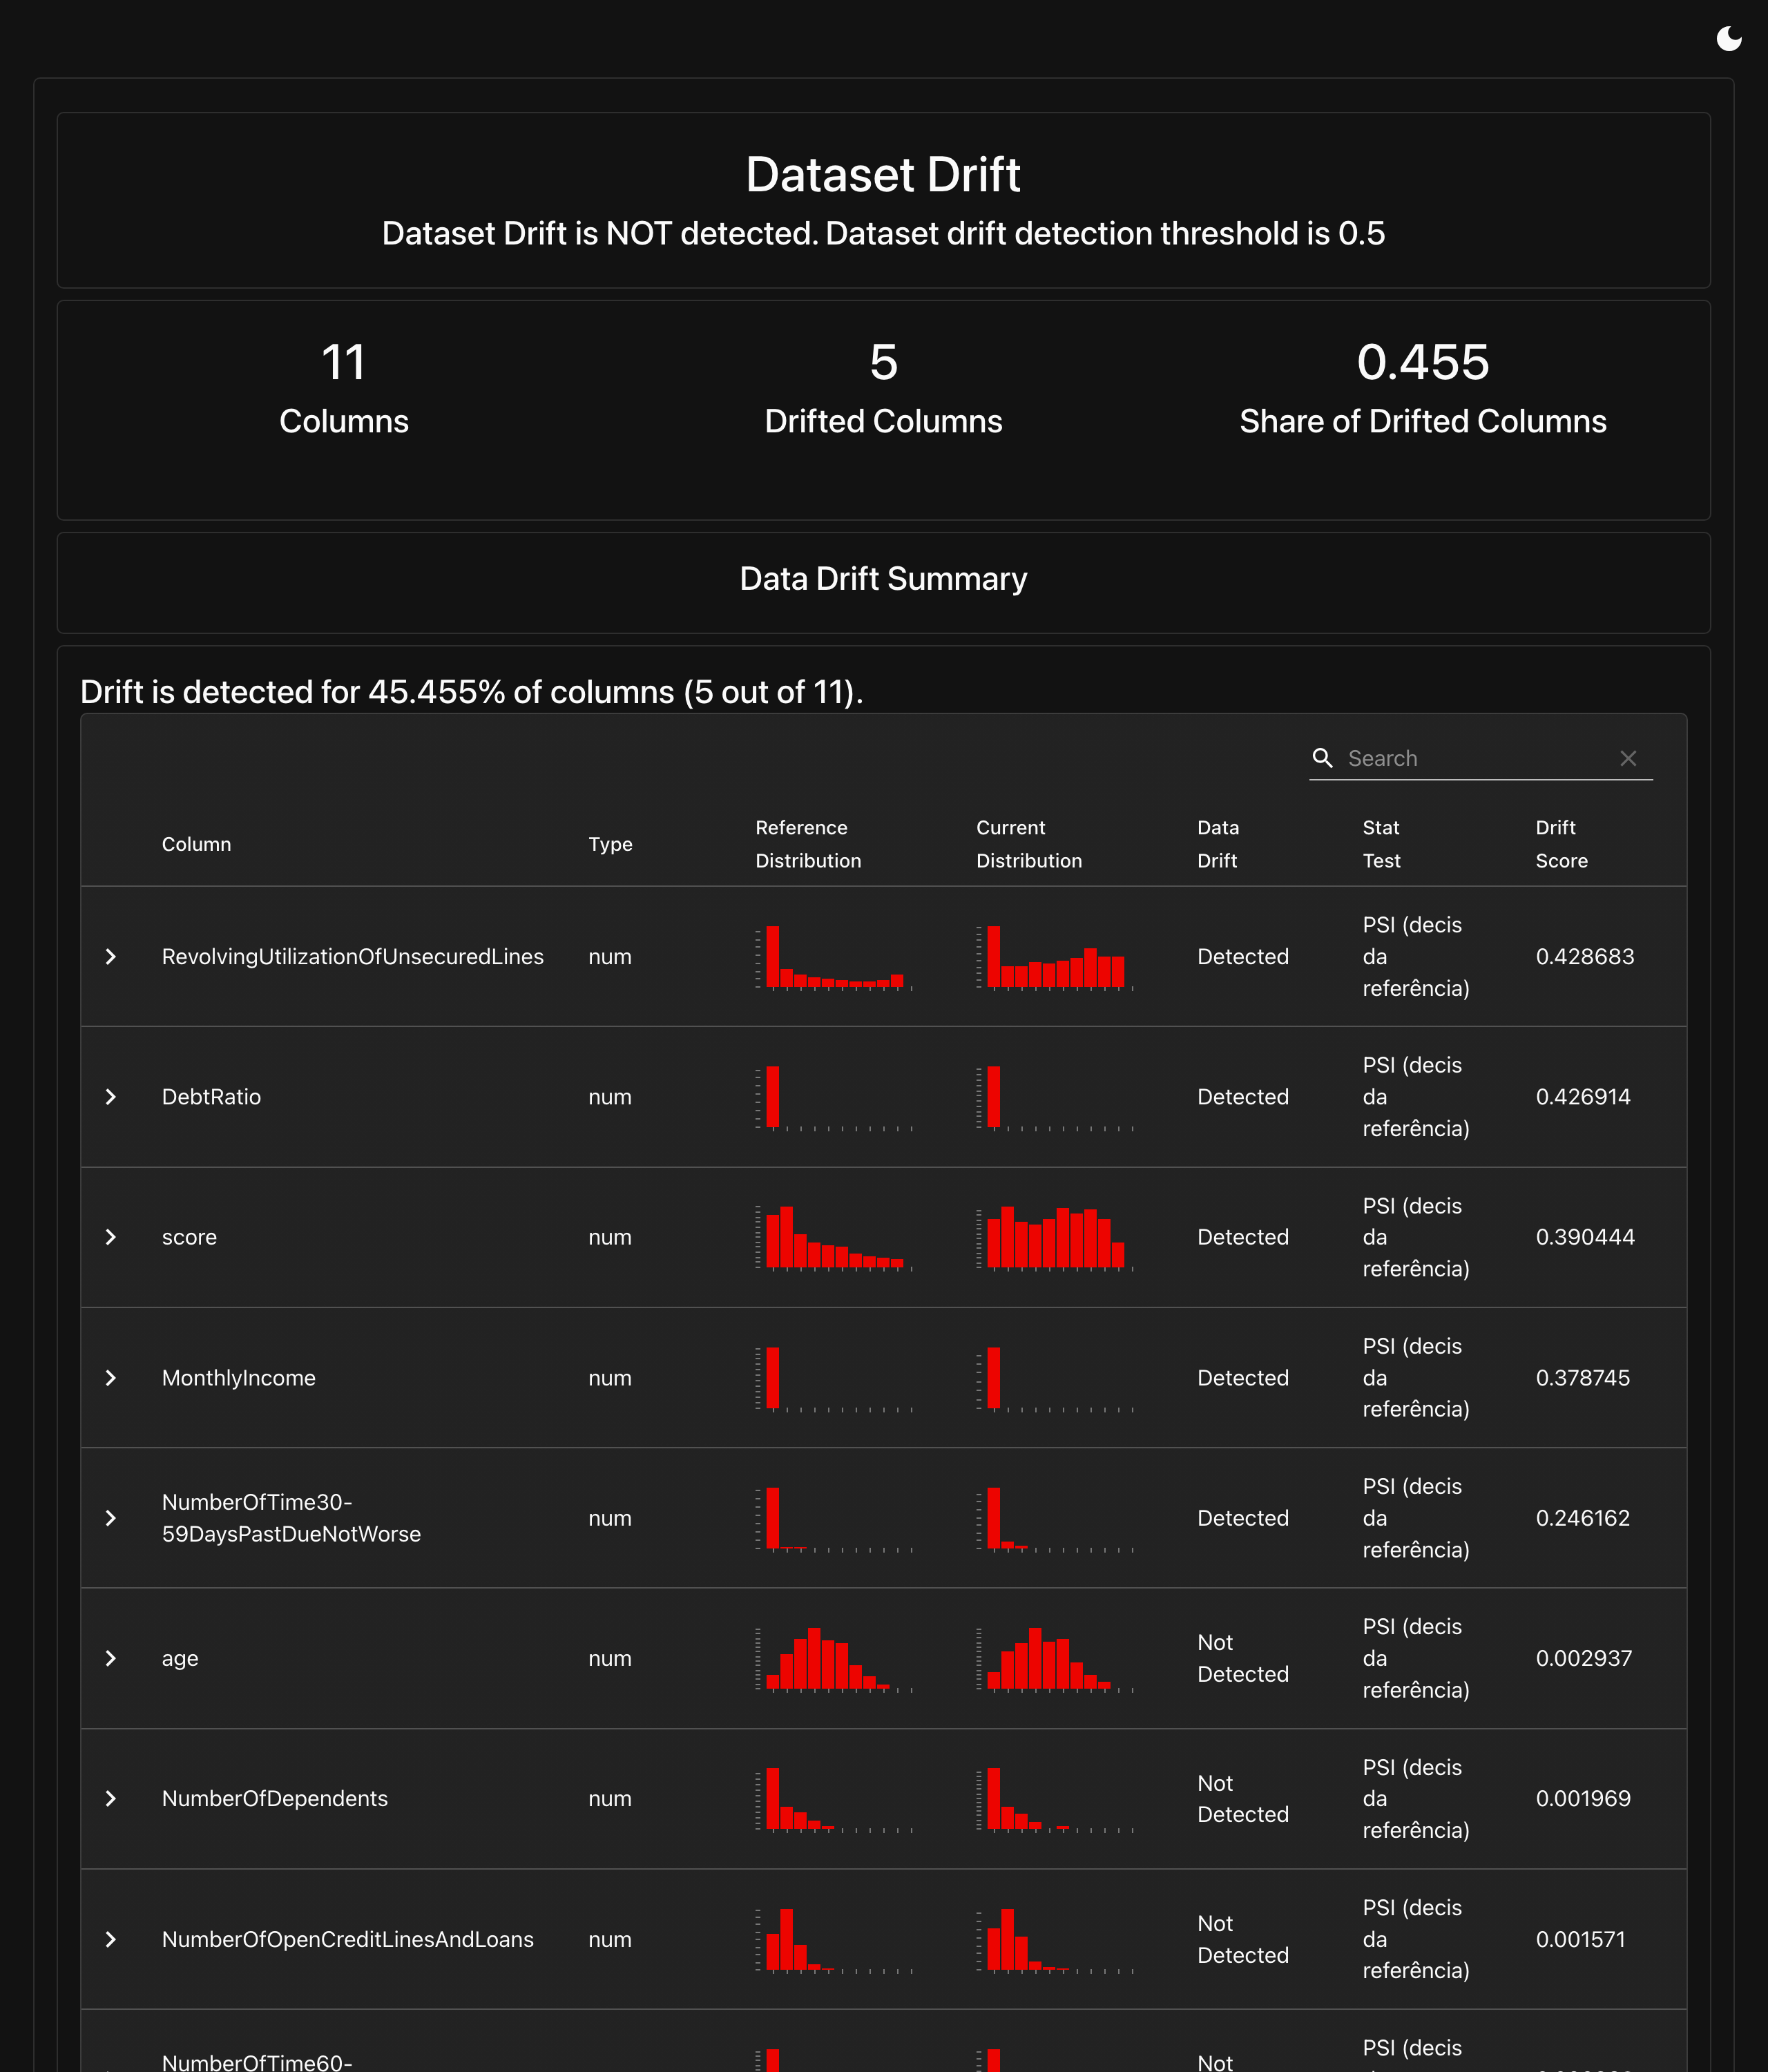 Dataset Drift
Dataset Drift is NOT detected. Dataset drift detection threshold is 0.5
11
Columns
5
Drifted Columns
0.455
Share of Drifted Columns
Data Drift Summary
Drift is detected for 45.455% of columns (5 out of 11).
Search
Column
Type
Reference
Distribution
Current
Distribution
Data
Drift
Stat
Test
Drift
Score
RevolvingUtilizationOfUnsecuredLines
num
Detected
PSI (decis
da
referência)
0.428683
DebtRatio
num
Detected
PSI (decis
da
referência)
0.426914
score
num
Detected
PSI (decis
da
referência)
0.390444
MonthlyIncome
num
Detected
PSI (decis
da
referência)
0.378745
NumberOfTime30-
59DaysPastDueNotWorse
num
Detected
PSI (decis
da
referência)
0.246162
age
num
Not
Detected
PSI (decis
da
referência)
0.002937
NumberOfDependents
num
Not
Detected
PSI (decis
da
referência)
0.001969
NumberOfOpenCreditLinesAndLoans
num
Not
Detected
PSI (decis
da
referência)
0.001571
NumberOfTime60-
Not
PSI (decis